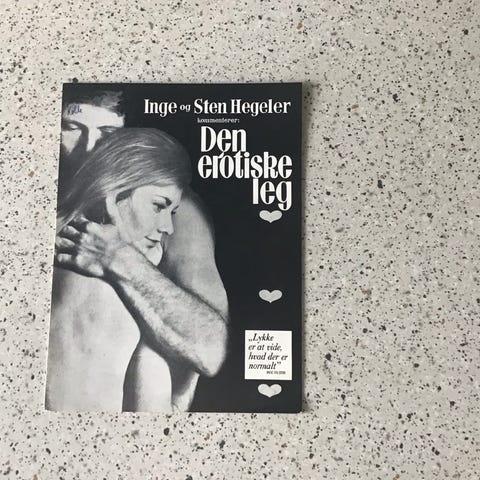 Inge og Sten Hegeler
kommenterer:
Den
erotiske
leg
„Lykke
er at vide,
hvad der er
normalt”